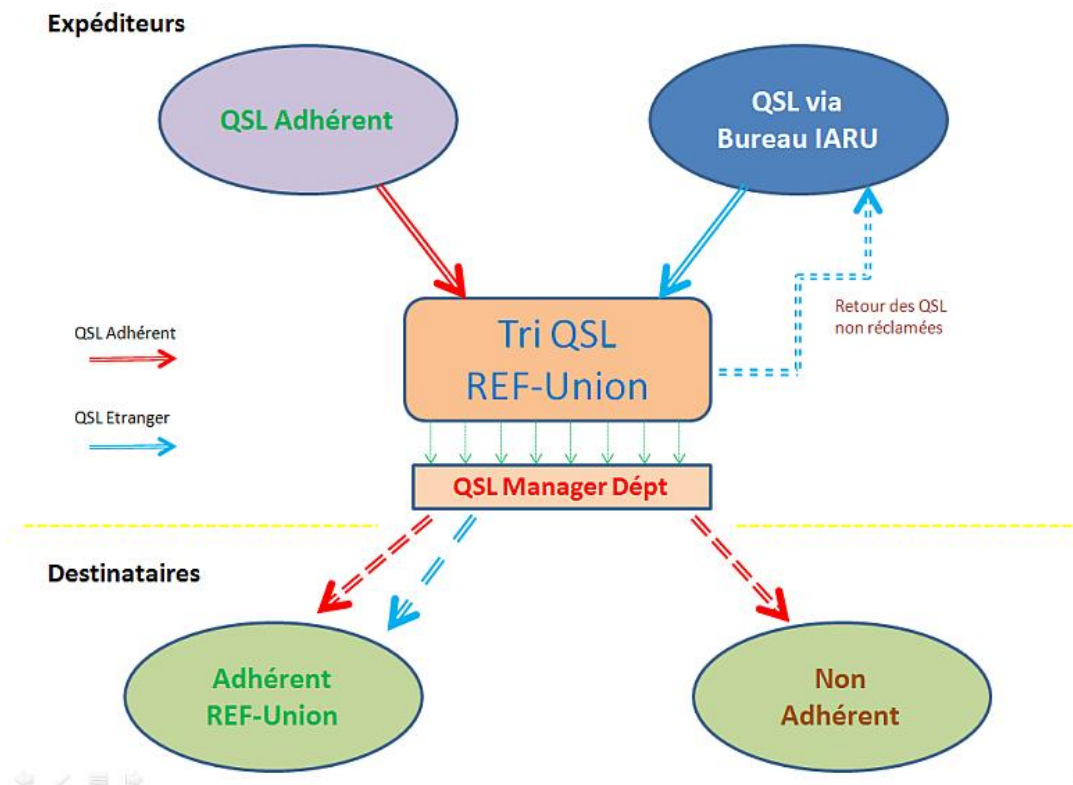 Expéditeurs
QSL Adhérent
QSL via
Bureau IARU
Tri QSL
REF-Union
Retour des QSL
non réclamées
QSL Adhérent
QSL Etranger
QSL Manager Dépt
Destinataires
Adhérent
REF-Union
Non
Adhérent